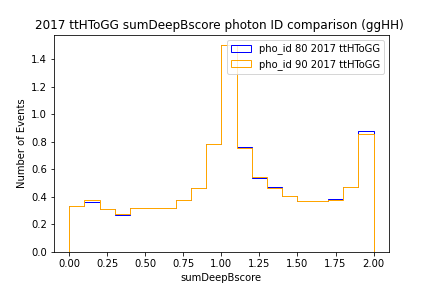 2017 ttHToGG sumDeepBscore photon ID comparison (ggHH)
pho_id 80 2017 ttHToGG
pho_id 90 2017 ttHToGG
Number of Events
1.4
1.2
1.0
0.8
0.6
0.4
0.2
0.0
0.00 0.25 0.50 0.75 1.00 1.25 1.50 1.75 2.00
sumDeepBscore